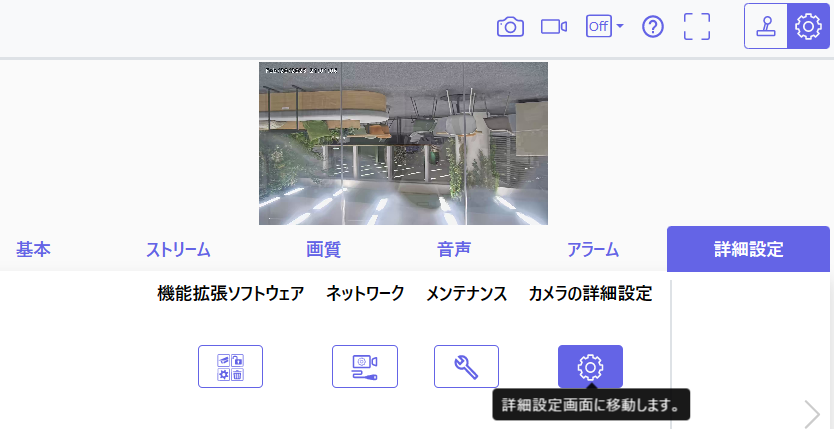 Off
基本 ストリーム 画質 音声 アラーム 詳細設定
機能拡張ソフトウェア ネットワーク メンテナンス カメラの詳細設定
詳細設定画面に移動します。